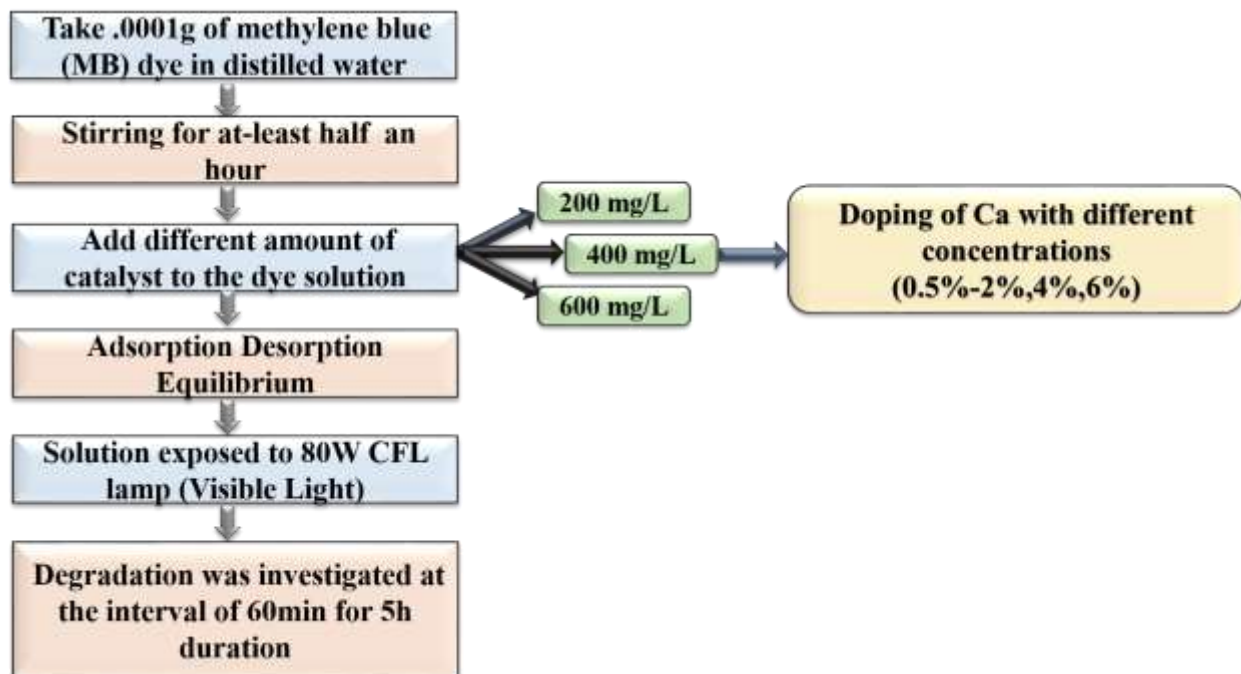 Take .0001g of methylene blue
(MB) dye in distilled water
Stirring for at-least half an
hour
Add different amount of
catalyst to the dye solution
200 mg/L
400 mg/L
600 mg/L
Doping of Ca with different
concentrations
(0.5%-2%,4%,6%)
Adsorption Desorption
Equilibrium
Solution exposed to 80W CFL
lamp (Visible Light)
Degradation was investigated at
the interval of 60min for 5h
duration